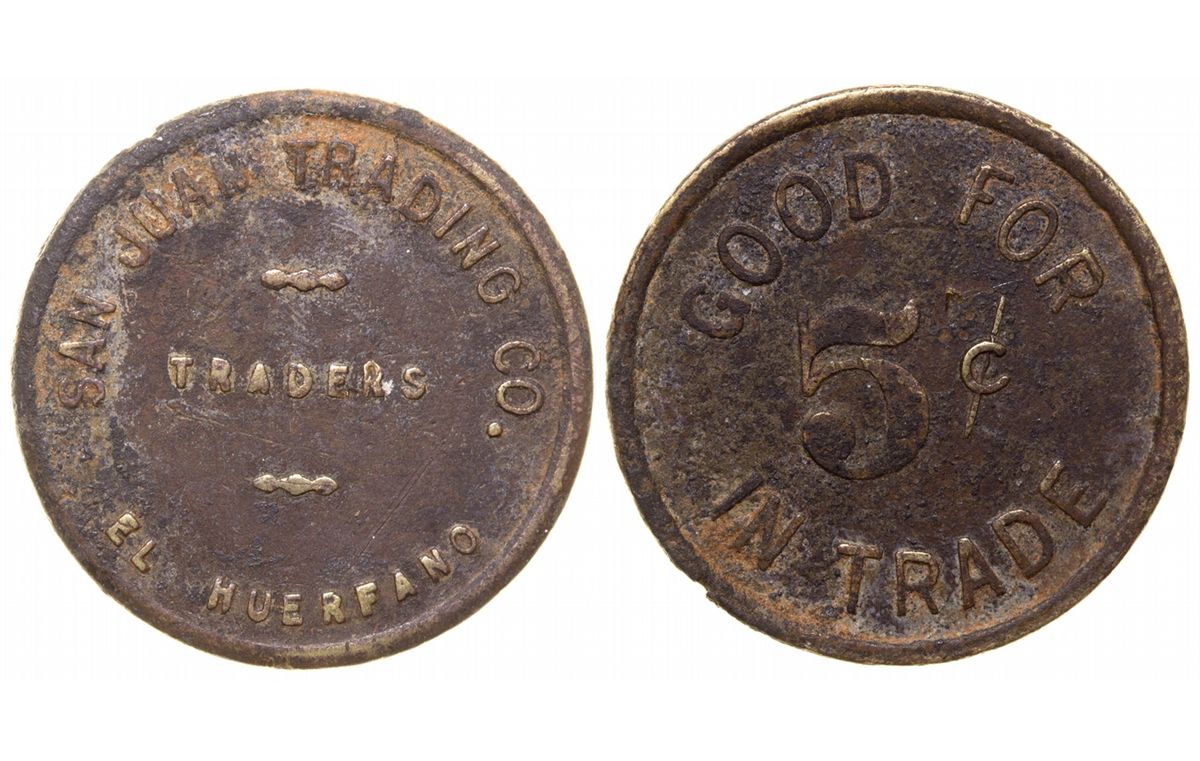 SAN JUAN TRADING CO.
TRADERS
EL HUERFANO
GOOD FOR
5¢
IN TRADE